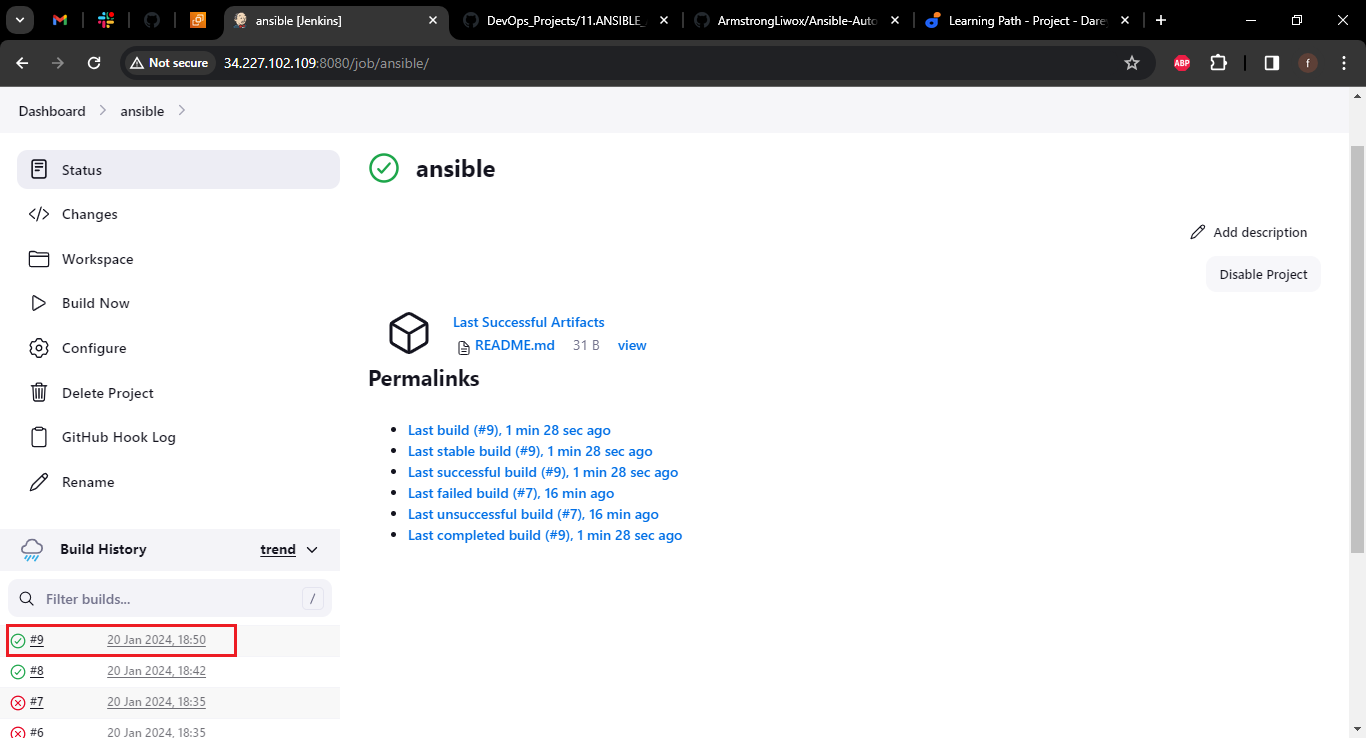 ansible [Jenkins]
DevOps_Projects/11.ANSIBLE_
ArmstrongLiwox/Ansible-Auto
Learning Path - Project - Dare
Not secure
34.227.102.109:8080/job/ansible/
ABP
f
Dashboard
ansible
Status
Changes
Workspace
Build Now
Configure
Delete Project
GitHub Hook Log
Rename
Build History
trend
Filter builds...
/
#9 20 Jan 2024, 18:50
#8 20 Jan 2024, 18:42
#7 20 Jan 2024, 18:35
#6 20 Jan 2024, 18:35
ansible
Add description
Disable Project
Last Successful Artifacts
README.md 31 B view
Permalinks
Last build (#9), 1 min 28 sec ago
Last stable build (#9), 1 min 28 sec ago
Last successful build (#9), 1 min 28 sec ago
Last failed build (#7), 16 min ago
Last unsuccessful build (#7), 16 min ago
Last completed build (#9), 1 min 28 sec ago